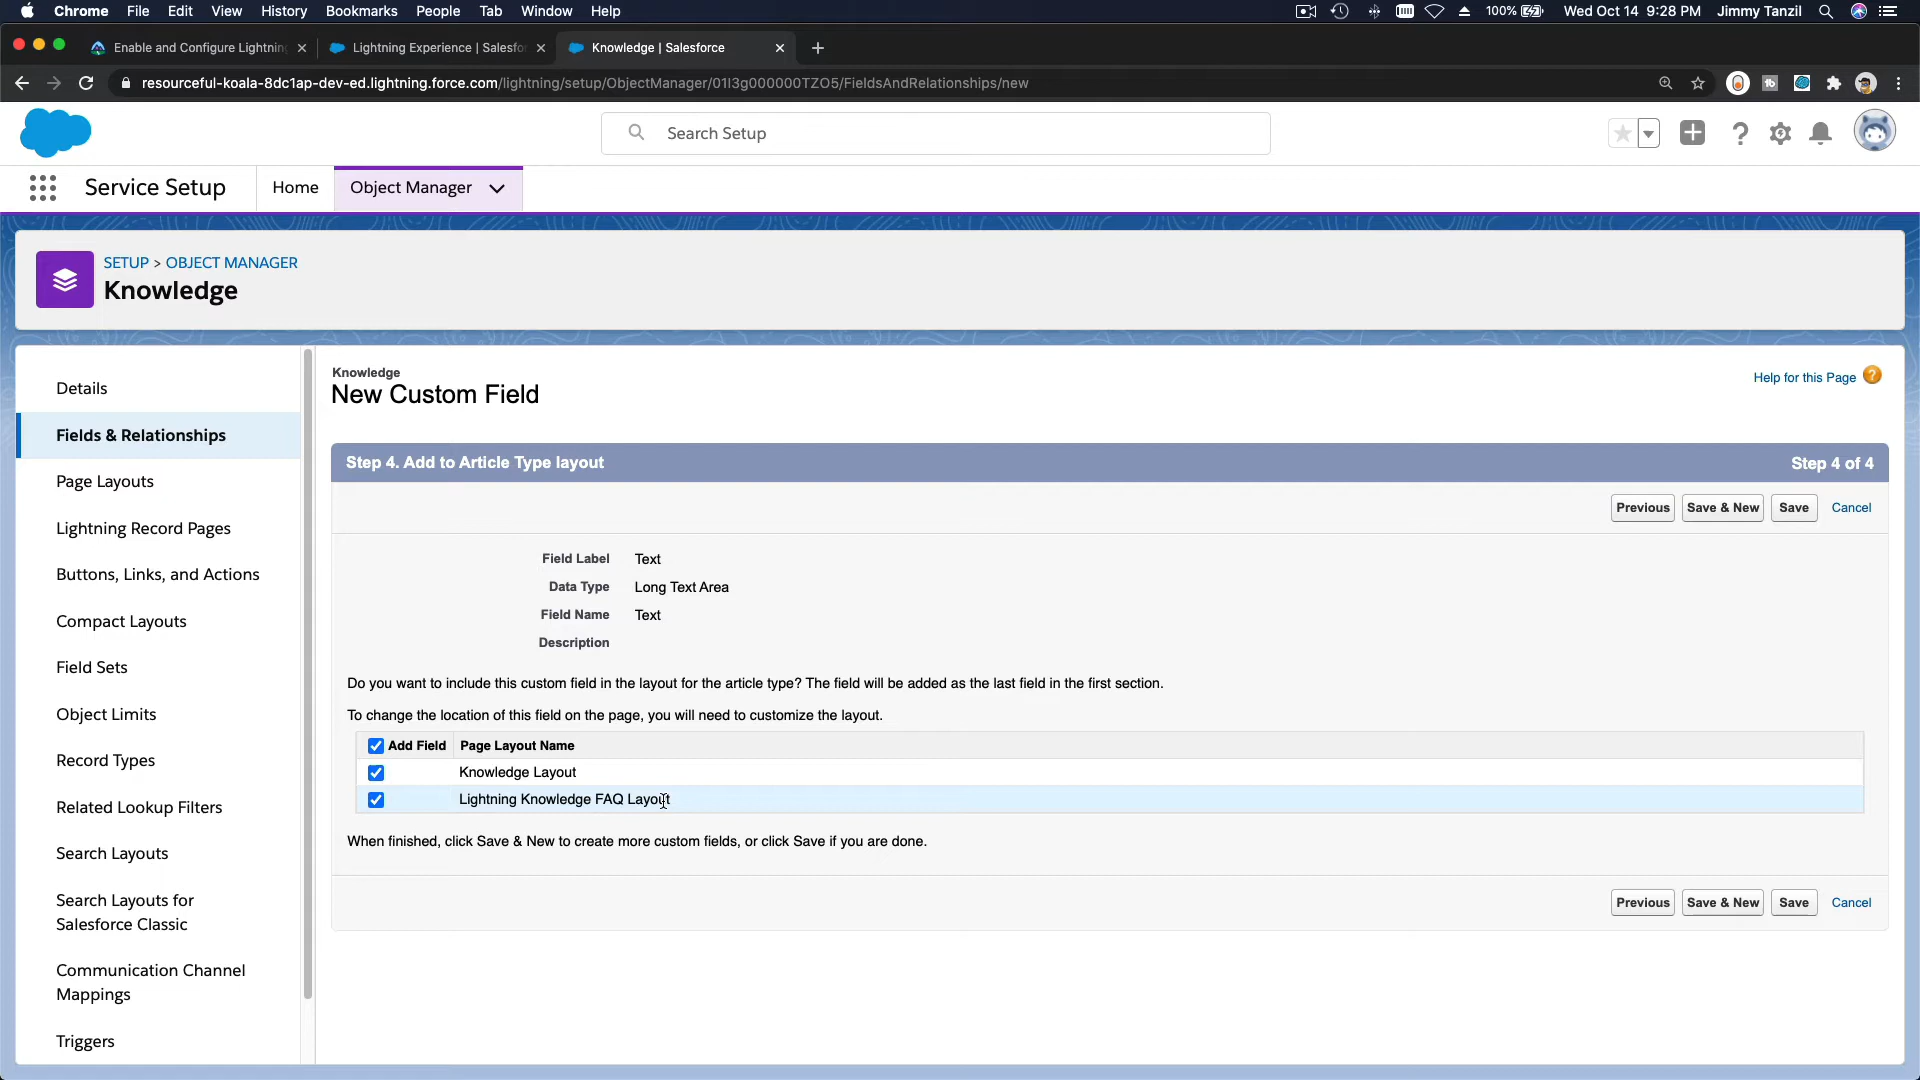 Chrome File Edit View History Bookmarks People Tab Window Help
100% Wed Oct 14 9:28 PM Jimmy Tanzil
Enable and Configure Lightning
Lightning Experience | Salesfor
Knowledge | Salesforce
resourceful-koala-8dc1ap-dev-ed.lightning.force.com/lightning/setup/ObjectManager/01I3g000000TZO5/FieldsAndRelationships/new
Search Setup
Service Setup
Home
Object Manager
SETUP > OBJECT MANAGER
Knowledge
Details
Fields & Relationships
Page Layouts
Lightning Record Pages
Buttons, Links, and Actions
Compact Layouts
Field Sets
Object Limits
Record Types
Related Lookup Filters
Search Layouts
Search Layouts for
Salesforce Classic
Communication Channel
Mappings
Triggers
Knowledge
New Custom Field
Help for this Page
Step 4. Add to Article Type layout
Step 4 of 4
Previous Save & New Save Cancel
Field Label Text
Data Type Long Text Area
Field Name Text
Description
Do you want to include this custom field in the layout for the article type? The field will be added as the last field in the first section.
To change the location of this field on the page, you will need to customize the layout.
Add Field Page Layout Name
Knowledge Layout
Lightning Knowledge FAQ Layout
When finished, click Save & New to create more custom fields, or click Save if you are done.
Previous Save & New Save Cancel